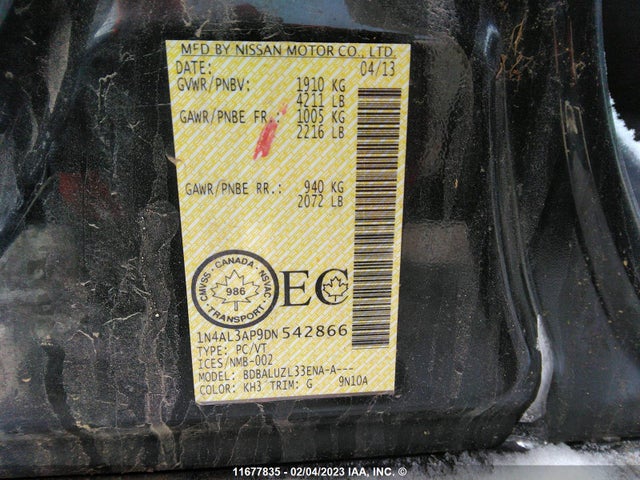 MFD BY NISSAN MOTOR CO., LTD.
DATE: 04/13
GVWR/PNBV: 1910 KG
4211 LB
GAWR/PNBE FR.: 1005 KG
2216 LB
GAWR/PNBE RR.: 940 KG
2072 LB
CMVSS · CANADA · NSVAC
986
TRANSPORT
EC
1N4AL3AP9DN 542866
TYPE: PC/VT
ICES/NMB-002
MODEL: BDBALUZL33ENA-A---
COLOR: KH3 TRIM: G 9N10A
11677835 - 02/04/2023 IAA, INC. ©